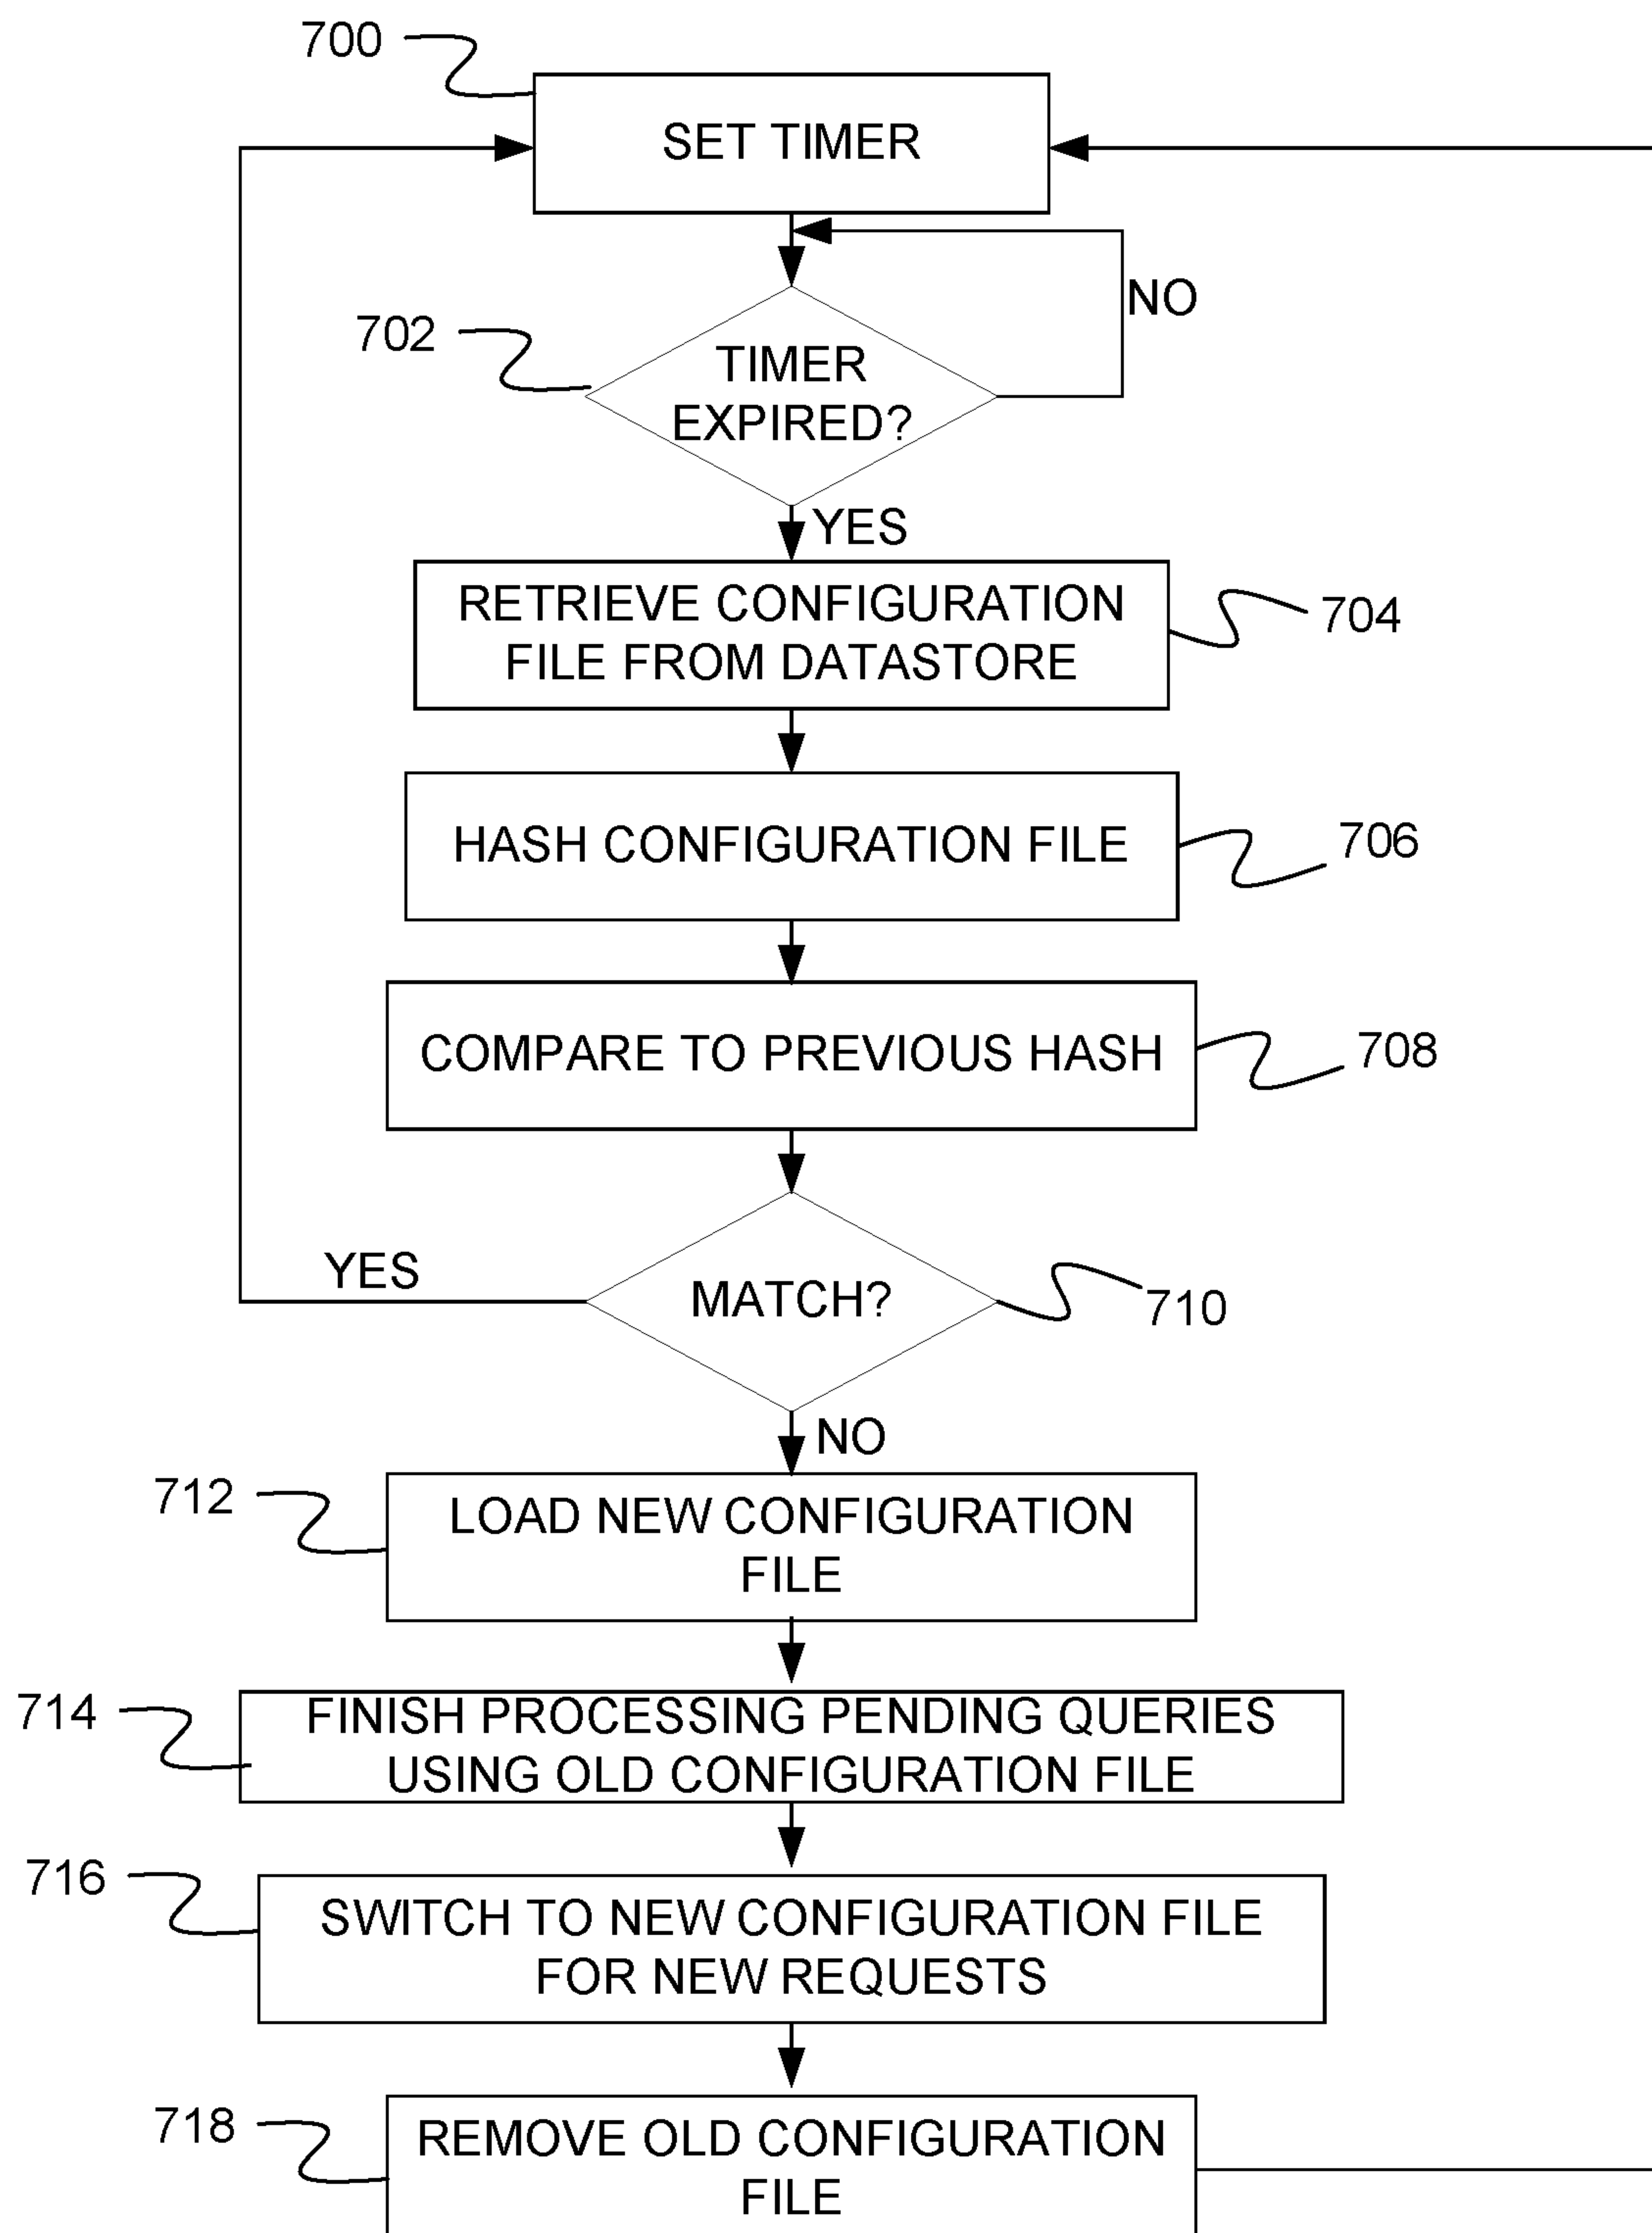 700
SET TIMER
NO
702
TIMER
EXPIRED?
YES
RETRIEVE CONFIGURATION
FILE FROM DATASTORE
704
HASH CONFIGURATION FILE
706
COMPARE TO PREVIOUS HASH
708
YES
MATCH?
710
NO
712
LOAD NEW CONFIGURATION
FILE
714
FINISH PROCESSING PENDING QUERIES
USING OLD CONFIGURATION FILE
716
SWITCH TO NEW CONFIGURATION FILE
FOR NEW REQUESTS
718
REMOVE OLD CONFIGURATION
FILE